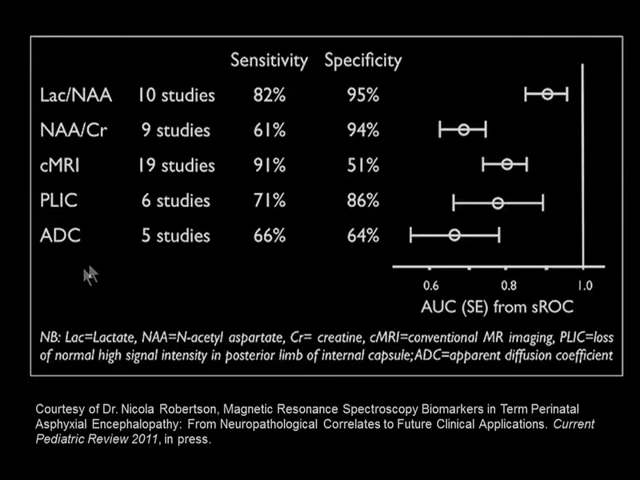 Sensitivity Specificity
Lac/NAA 10 studies 82% 95%
NAA/Cr 9 studies 61% 94%
cMRI 19 studies 91% 51%
PLIC 6 studies 71% 86%
ADC 5 studies 66% 64%
0.6 0.8 1.0
AUC (SE) from sROC
NB: Lac=Lactate, NAA=N-acetyl aspartate, Cr= creatine, cMRI=conventional MR imaging, PLIC=loss
of normal high signal intensity in posterior limb of internal capsule;ADC=apparent diffusion coefficient
Courtesy of Dr. Nicola Robertson, Magnetic Resonance Spectroscopy Biomarkers in Term Perinatal
Asphyxial Encephalopathy: From Neuropathological Correlates to Future Clinical Applications. Current
Pediatric Review 2011, in press.